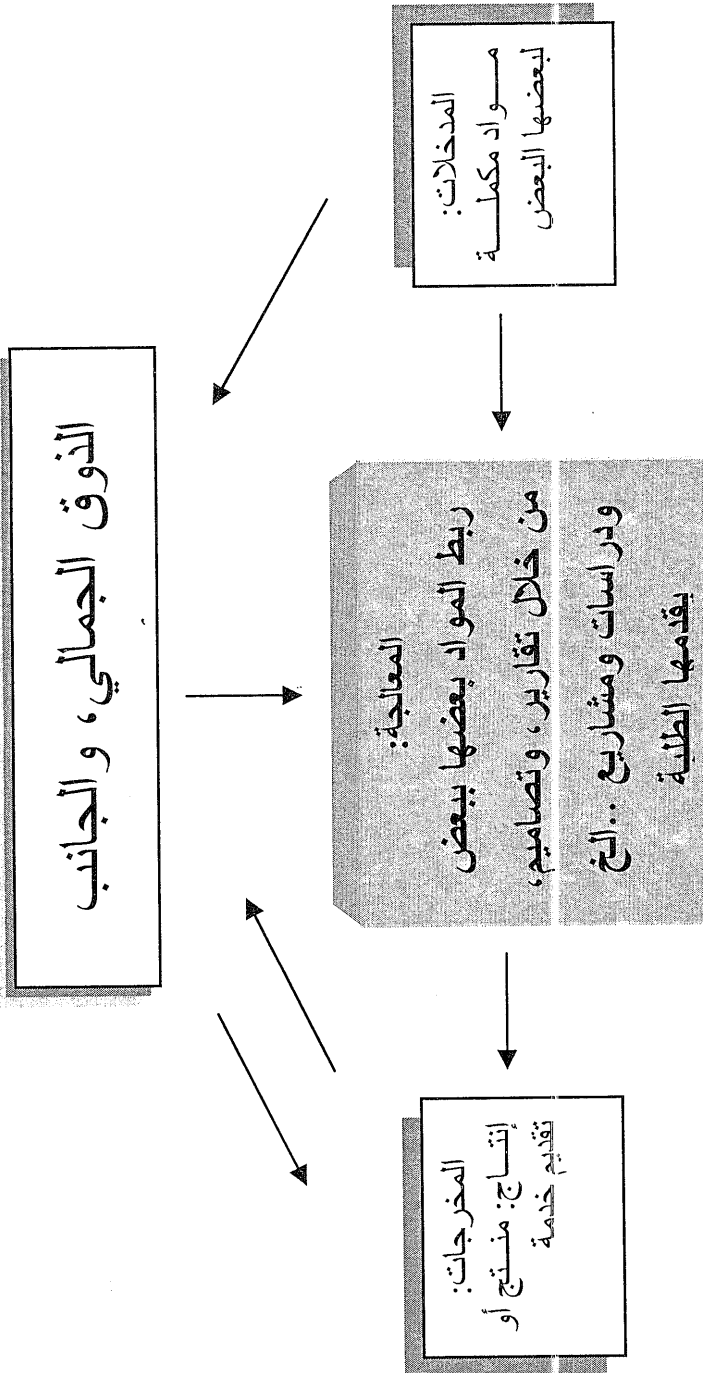 الذوق الجمالي، والجانب
المدخلات:
مواد مكملة
لبعضها البعض
المعالجة:
ربط المواد بعضها ببعض
من خلال تقارير، وتصاميم،
ودراسات ومشاريع ..الخ
يقدمها الطلبة
المخرجات:
إنتاج: منتج أو
تقديم خدمة